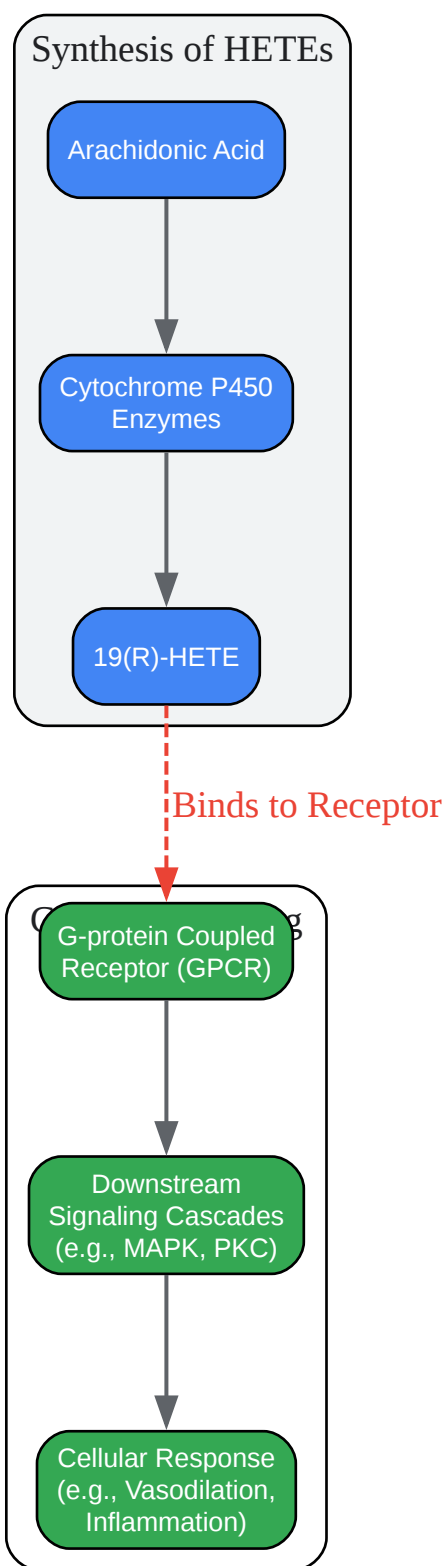 Synthesis of HETEs
Arachidonic Acid
Cytochrome P450
Enzymes
19(R)-HETE
Binds to Receptor
G-protein Coupled
Receptor (GPCR)
Downstream
Signaling Cascades
(e.g., MAPK, PKC)
Cellular Response
(e.g., Vasodilation,
Inflammation)